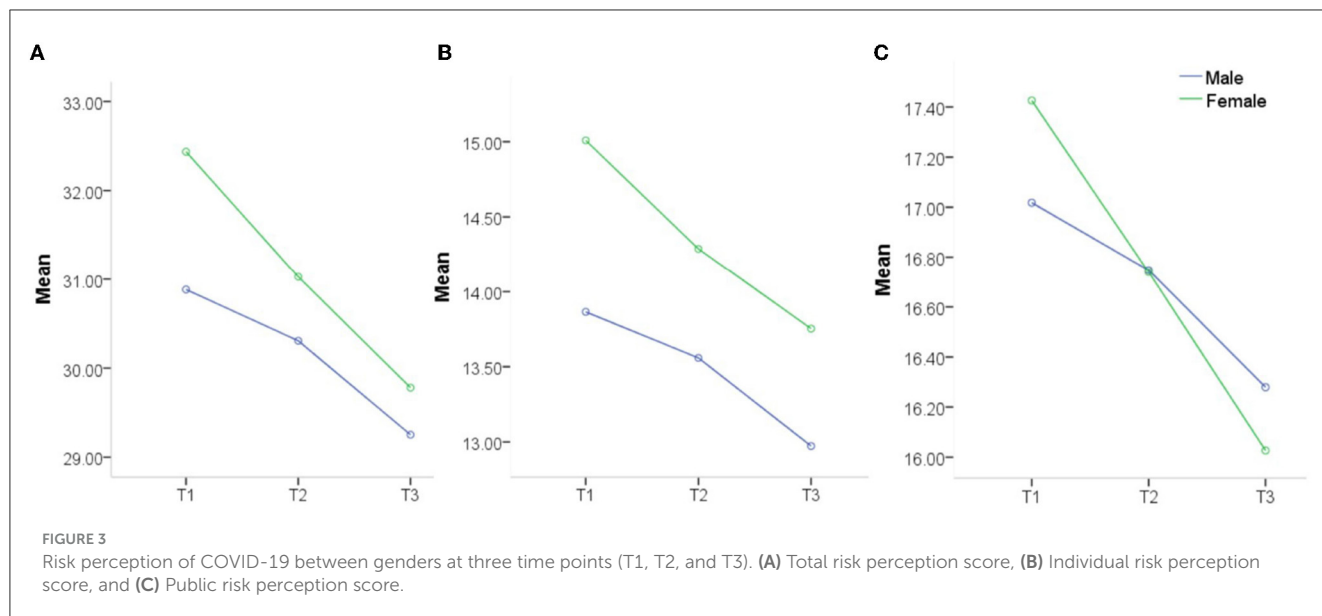 A
B
C
Male
Female
33.00
32.00
31.00
30.00
29.00
Mean
T1
T2
T3
15.00
14.50
14.00
13.50
13.00
Mean
T1
T2
T3
17.40
17.20
17.00
16.80
16.60
16.40
16.20
16.00
Mean
T1
T2
T3
FIGURE 3
Risk perception of COVID-19 between genders at three time points (T1, T2, and T3). (A) Total risk perception score, (B) Individual risk perception
score, and (C) Public risk perception score.